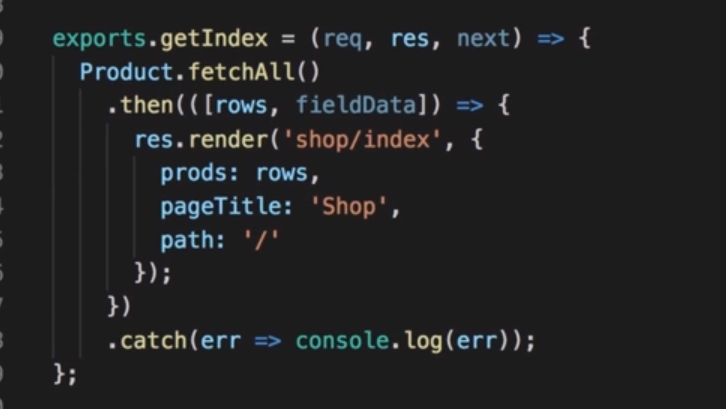 exports.getIndex = (req, res, next) => {
  Product.fetchAll()
    .then(([rows, fieldData]) => {
      res.render('shop/index', {
        prods: rows,
        pageTitle: 'Shop',
        path: '/'
      });
    })
    .catch(err => console.log(err));
};